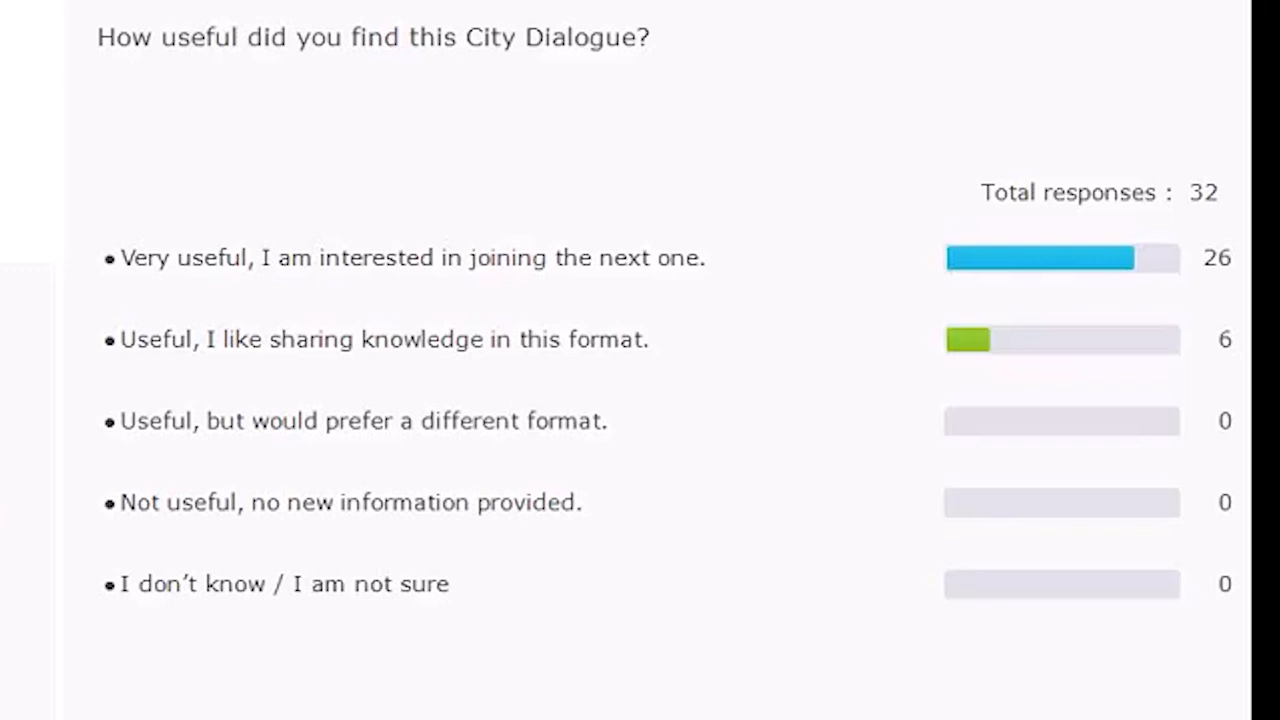 How useful did you find this City Dialogue?
Total responses : 32
• Very useful, I am interested in joining the next one. 26
• Useful, I like sharing knowledge in this format. 6
• Useful, but would prefer a different format. 0
• Not useful, no new information provided. 0
• I don’t know / I am not sure 0